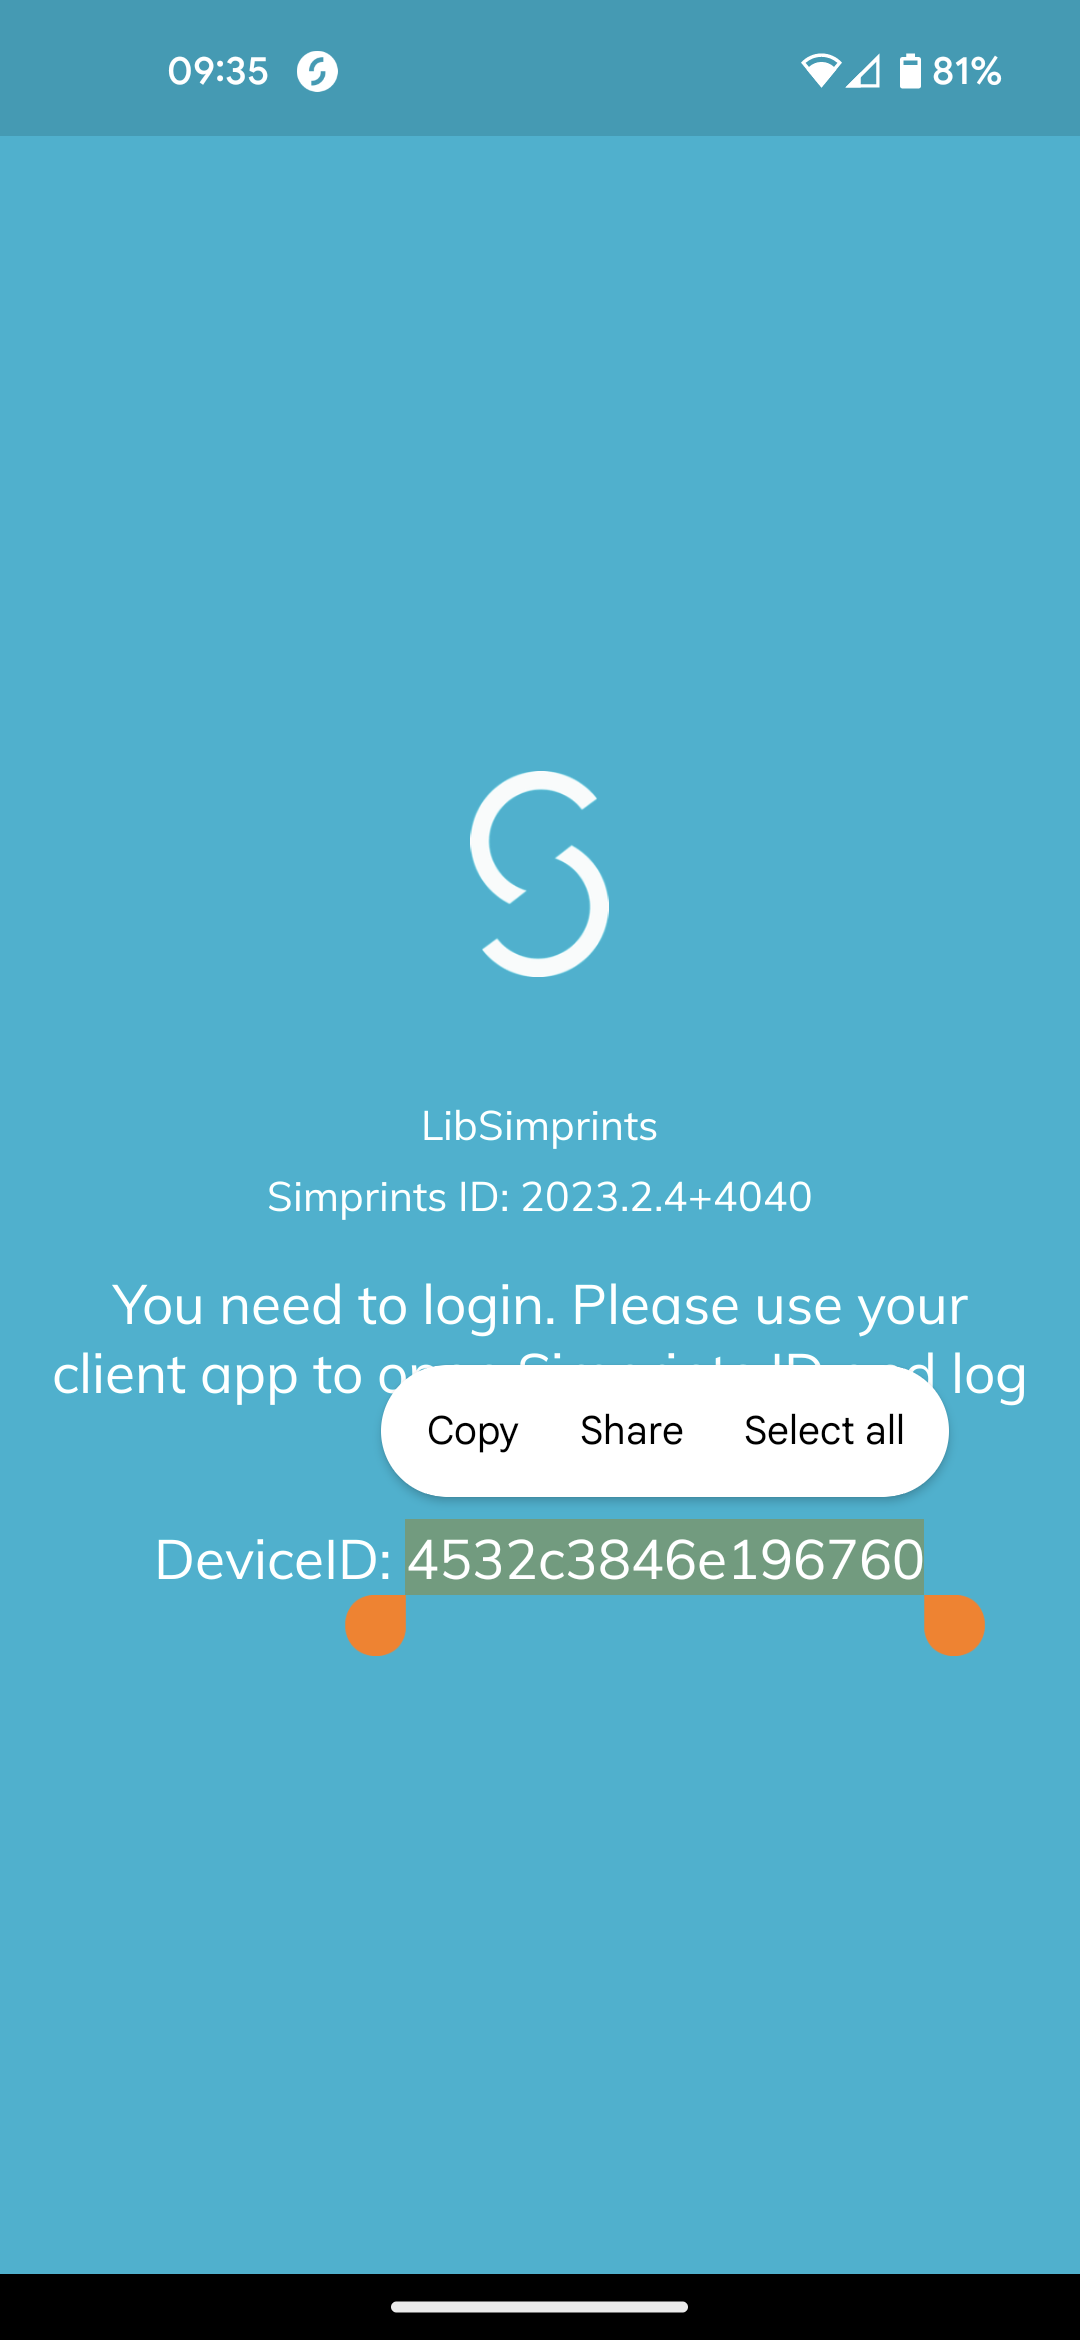 09:35 81%
LibSimprints
Simprints ID: 2023.2.4+4040
You need to login. Please use your
client app to log
Copy Share Select all
DeviceID: 4532c3846e196760